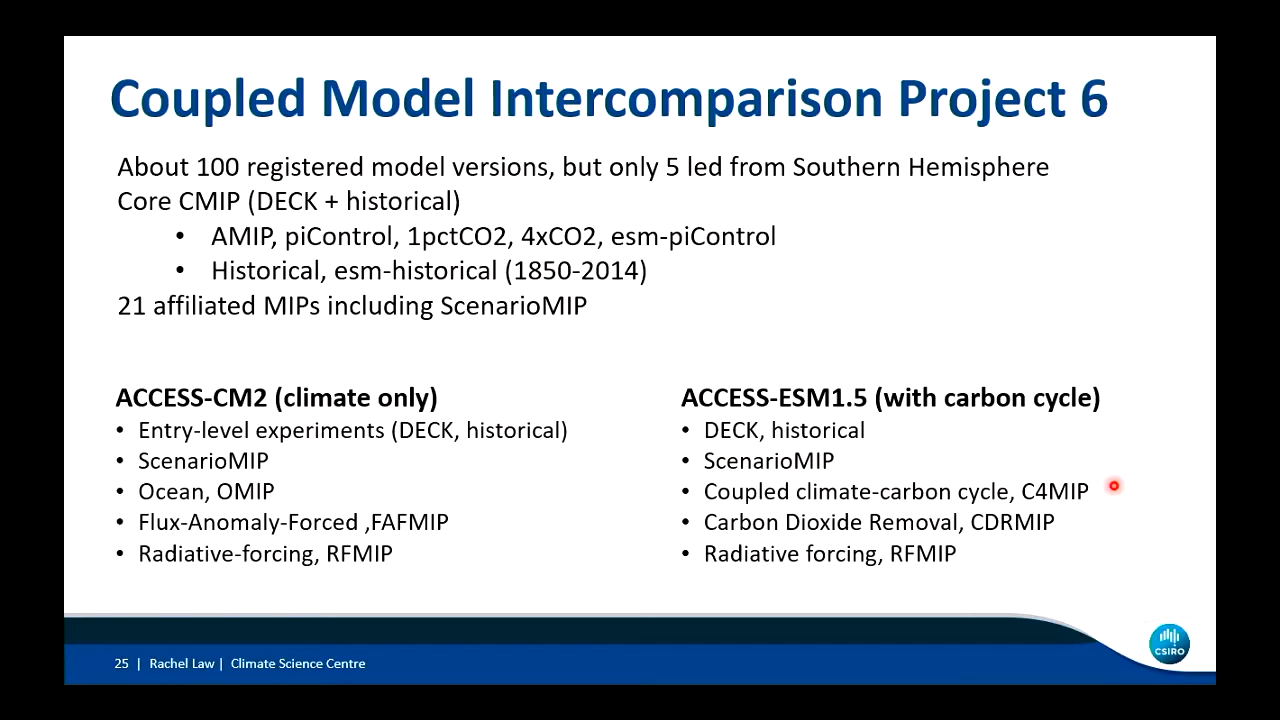 Coupled Model Intercomparison Project 6
About 100 registered model versions, but only 5 led from Southern Hemisphere
Core CMIP (DECK + historical)
• AMIP, piControl, 1pctCO2, 4xCO2, esm-piControl
• Historical, esm-historical (1850-2014)
21 affiliated MIPs including ScenarioMIP
ACCESS-CM2 (climate only)
• Entry-level experiments (DECK, historical)
• ScenarioMIP
• Ocean, OMIP
• Flux-Anomaly-Forced ,FAFMIP
• Radiative-forcing, RFMIP
ACCESS-ESM1.5 (with carbon cycle)
• DECK, historical
• ScenarioMIP
• Coupled climate-carbon cycle, C4MIP
• Carbon Dioxide Removal, CDRMIP
• Radiative forcing, RFMIP
25 | Rachel Law | Climate Science Centre
CSIRO